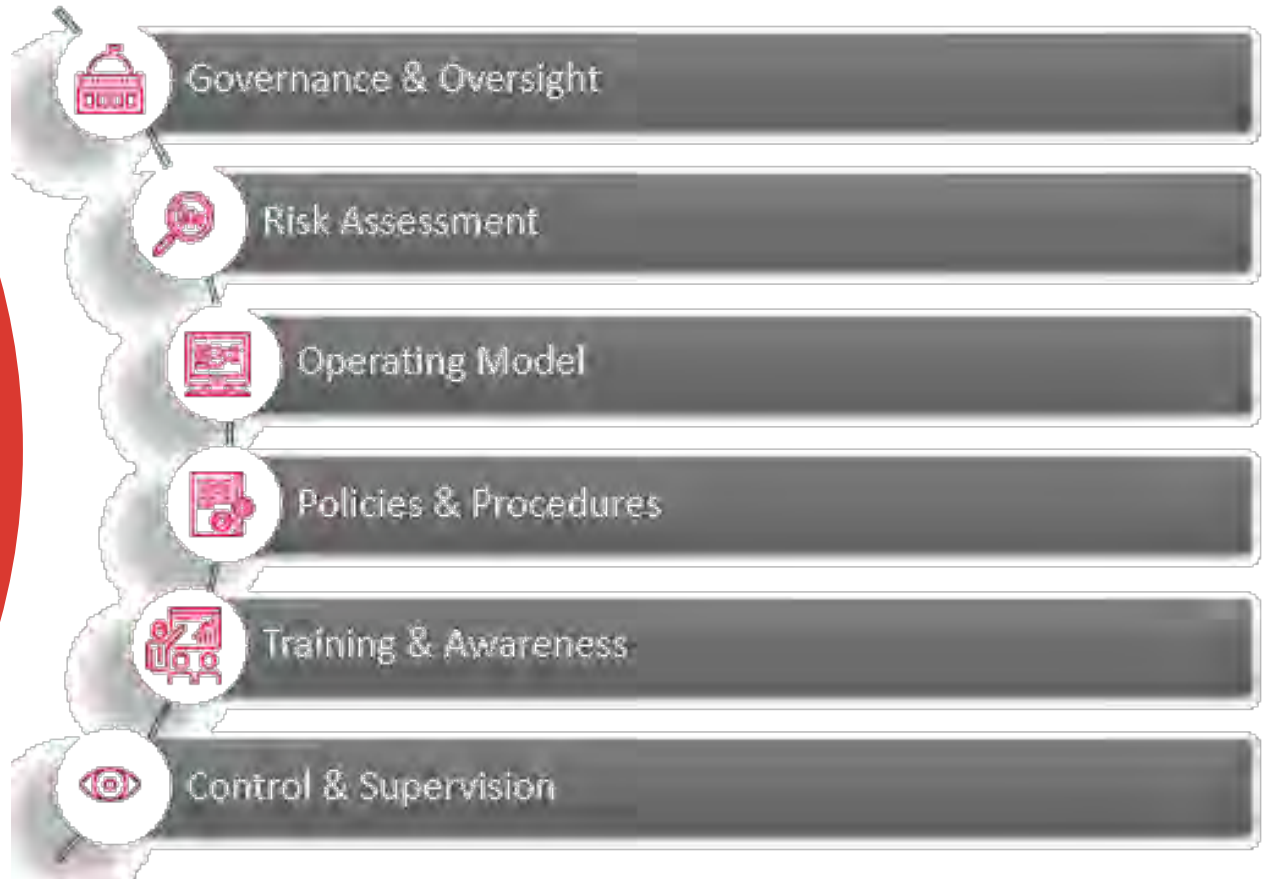 Governance & Oversight
Risk Assessment
Operating Model
Policies & Procedures
Training & Awareness
Control & Supervision